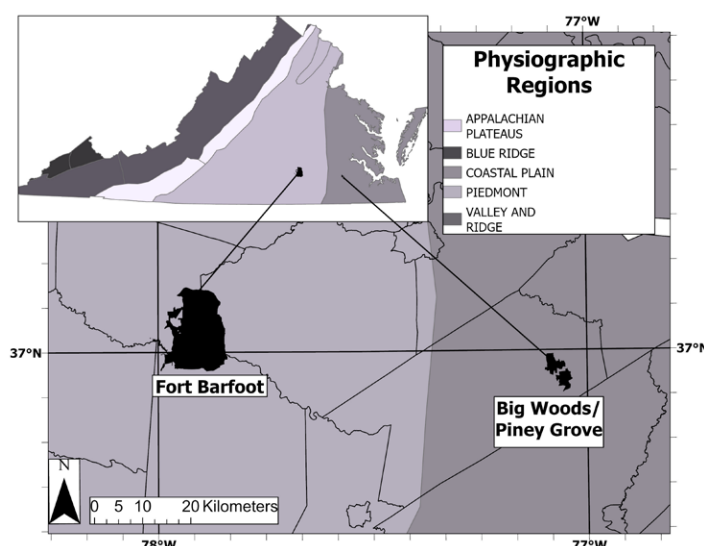 77°W
Physiographic
Regions
APPALACHIAN
PLATEAUS
BLUE RIDGE
COASTAL PLAIN
PIEDMONT
VALLEY AND
RIDGE
37°N
37°N
Fort Barfoot
Big Woods/
Piney Grove
N
0 5 10 20 Kilometers
78°W
77°W